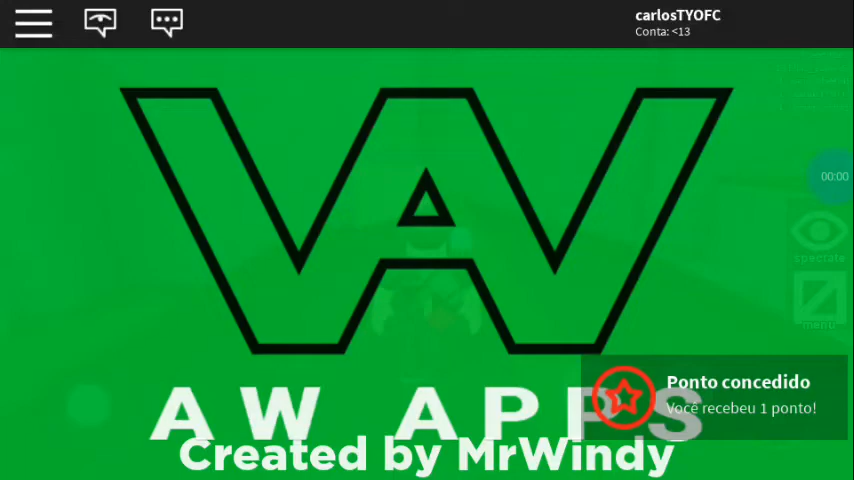 carlosTYOFC
Conta: <13
00:00
spectate
menu
Ponto concedido
Você recebeu 1 ponto!
AW APPS
Created by MrWindy